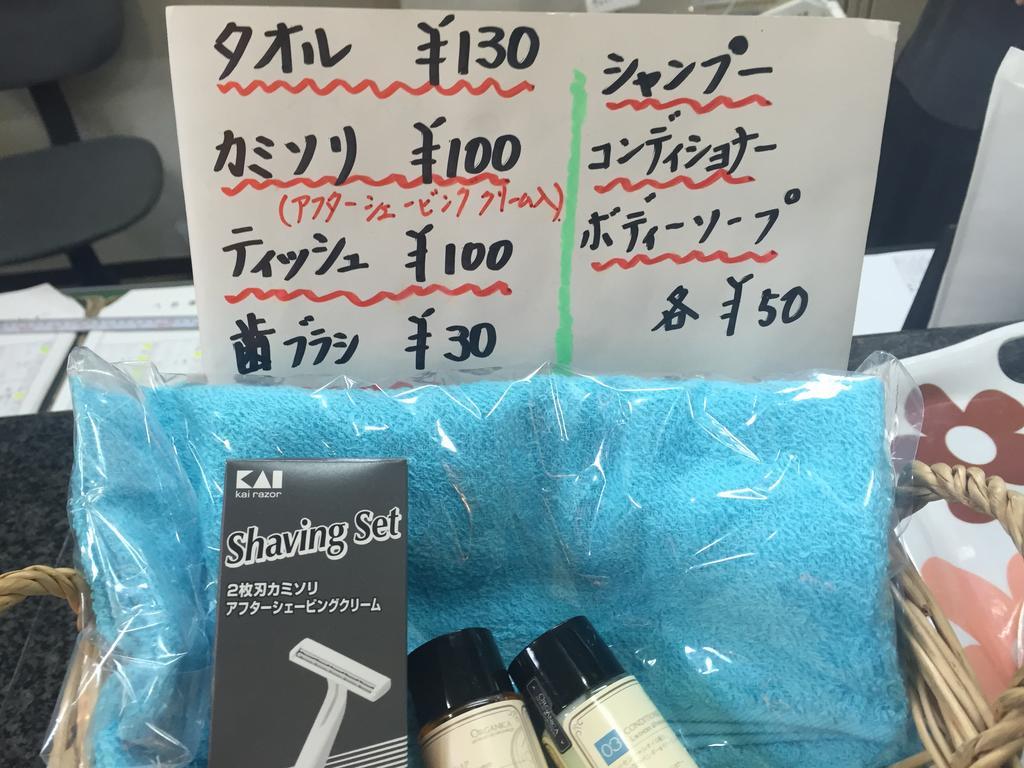 タオル ¥130
カミソリ ¥100
(アフターシェービングクリーム入)
ティッシュ ¥100
歯ブラシ ¥30
シャンプー
コンディショナー
ボディーソープ
各 ¥50
KAI
kai razor
Shaving Set
2枚刃カミソリ
アフターシェービングクリーム
ORGANICA
03